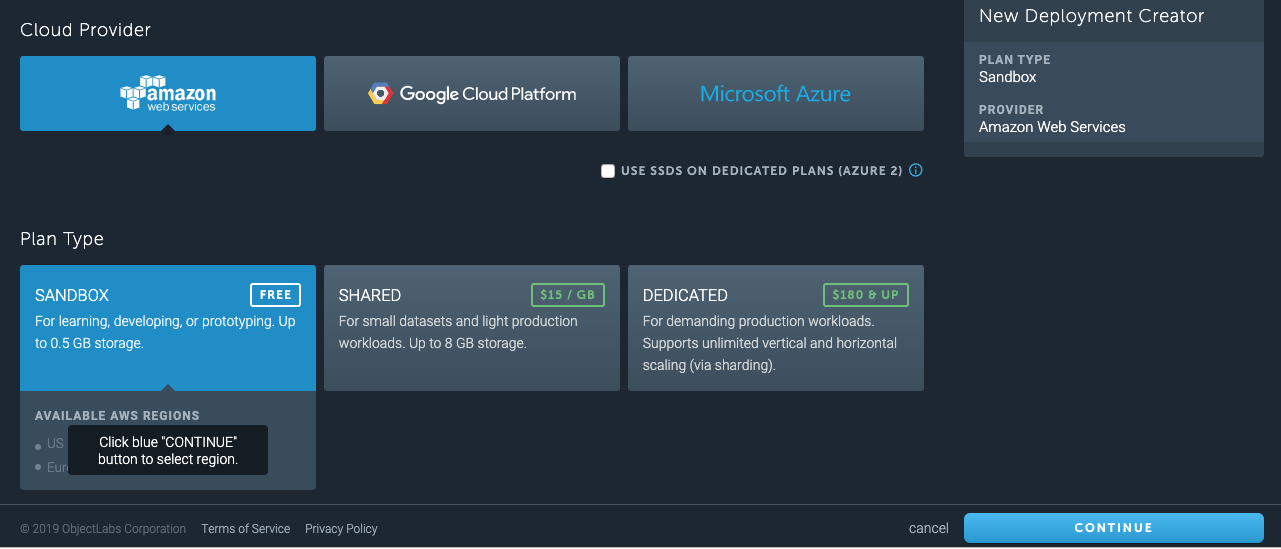 Cloud Provider
amazon
web services
Google Cloud Platform
Microsoft Azure
USE SSDS ON DEDICATED PLANS (AZURE 2)
Plan Type
SANDBOX
FREE
For learning, developing, or prototyping. Up
to 0.5 GB storage.
SHARED
$15 / GB
For small datasets and light production
workloads. Up to 8 GB storage.
DEDICATED
$180 & UP
For demanding production workloads.
Supports unlimited vertical and horizontal
scaling (via sharding).
AVAILABLE AWS REGIONS
US
Click blue "CONTINUE"
button to select region.
New Deployment Creator
PLAN TYPE
Sandbox
PROVIDER
Amazon Web Services
© 2019 ObjectLabs Corporation
Terms of Service
Privacy Policy
cancel
CONTINUE